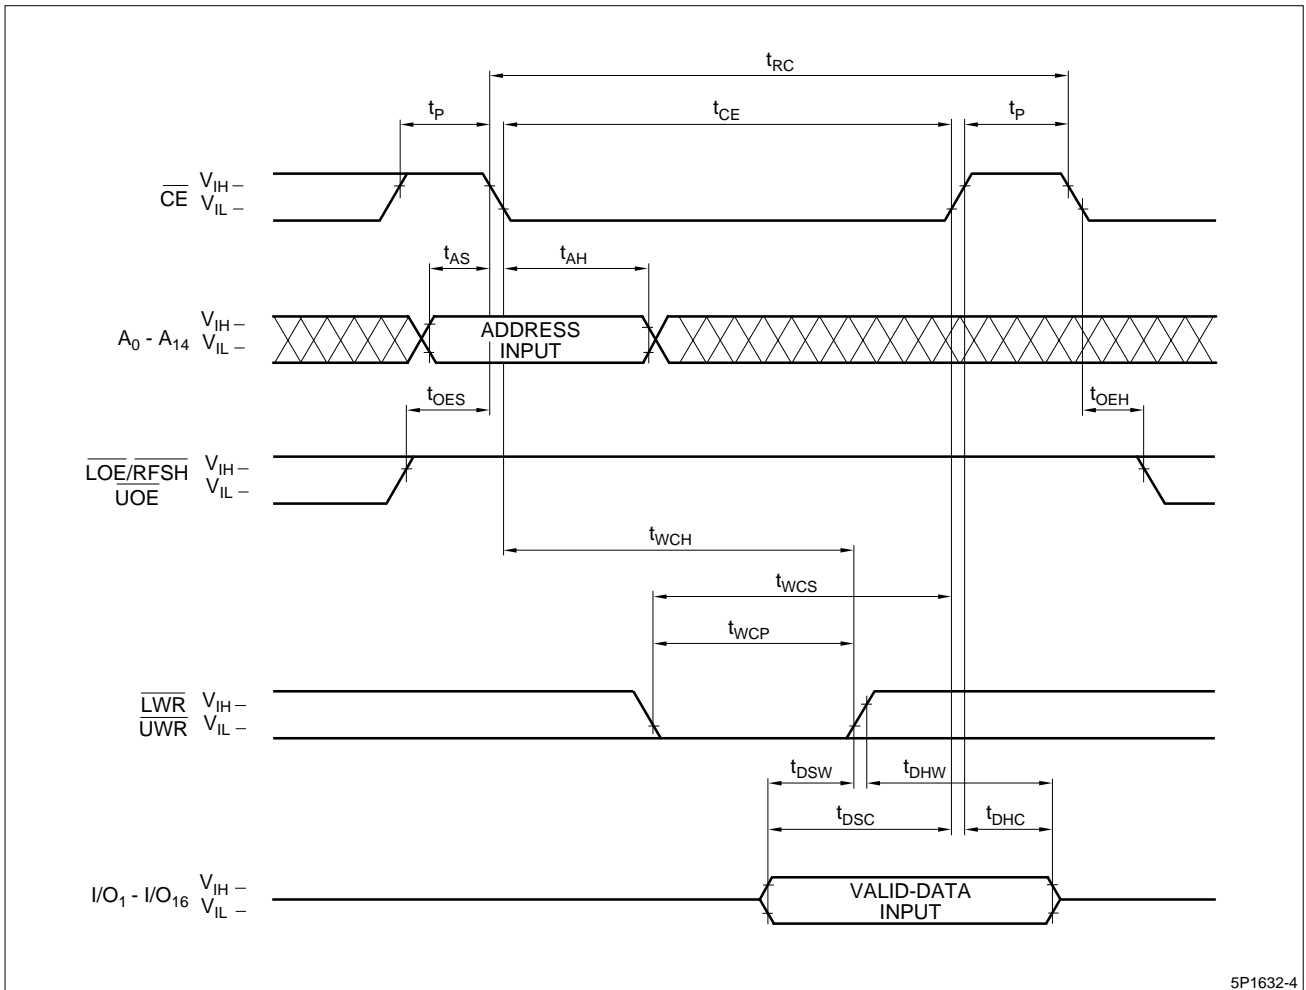 tRC
tP tCE tP
CE VIH –
VIL –
tAS tAH
A0 - A14 VIH –
VIL –
ADDRESS
INPUT
tOES tOEH
LOE/RFSH VIH –
UOE VIL –
tWCH
tWCS
tWCP
LWR VIH –
UWR VIL –
tDSW tDHW
tDSC tDHC
I/O1 - I/O16 VIH –
VIL –
VALID-DATA
INPUT
5P1632-4